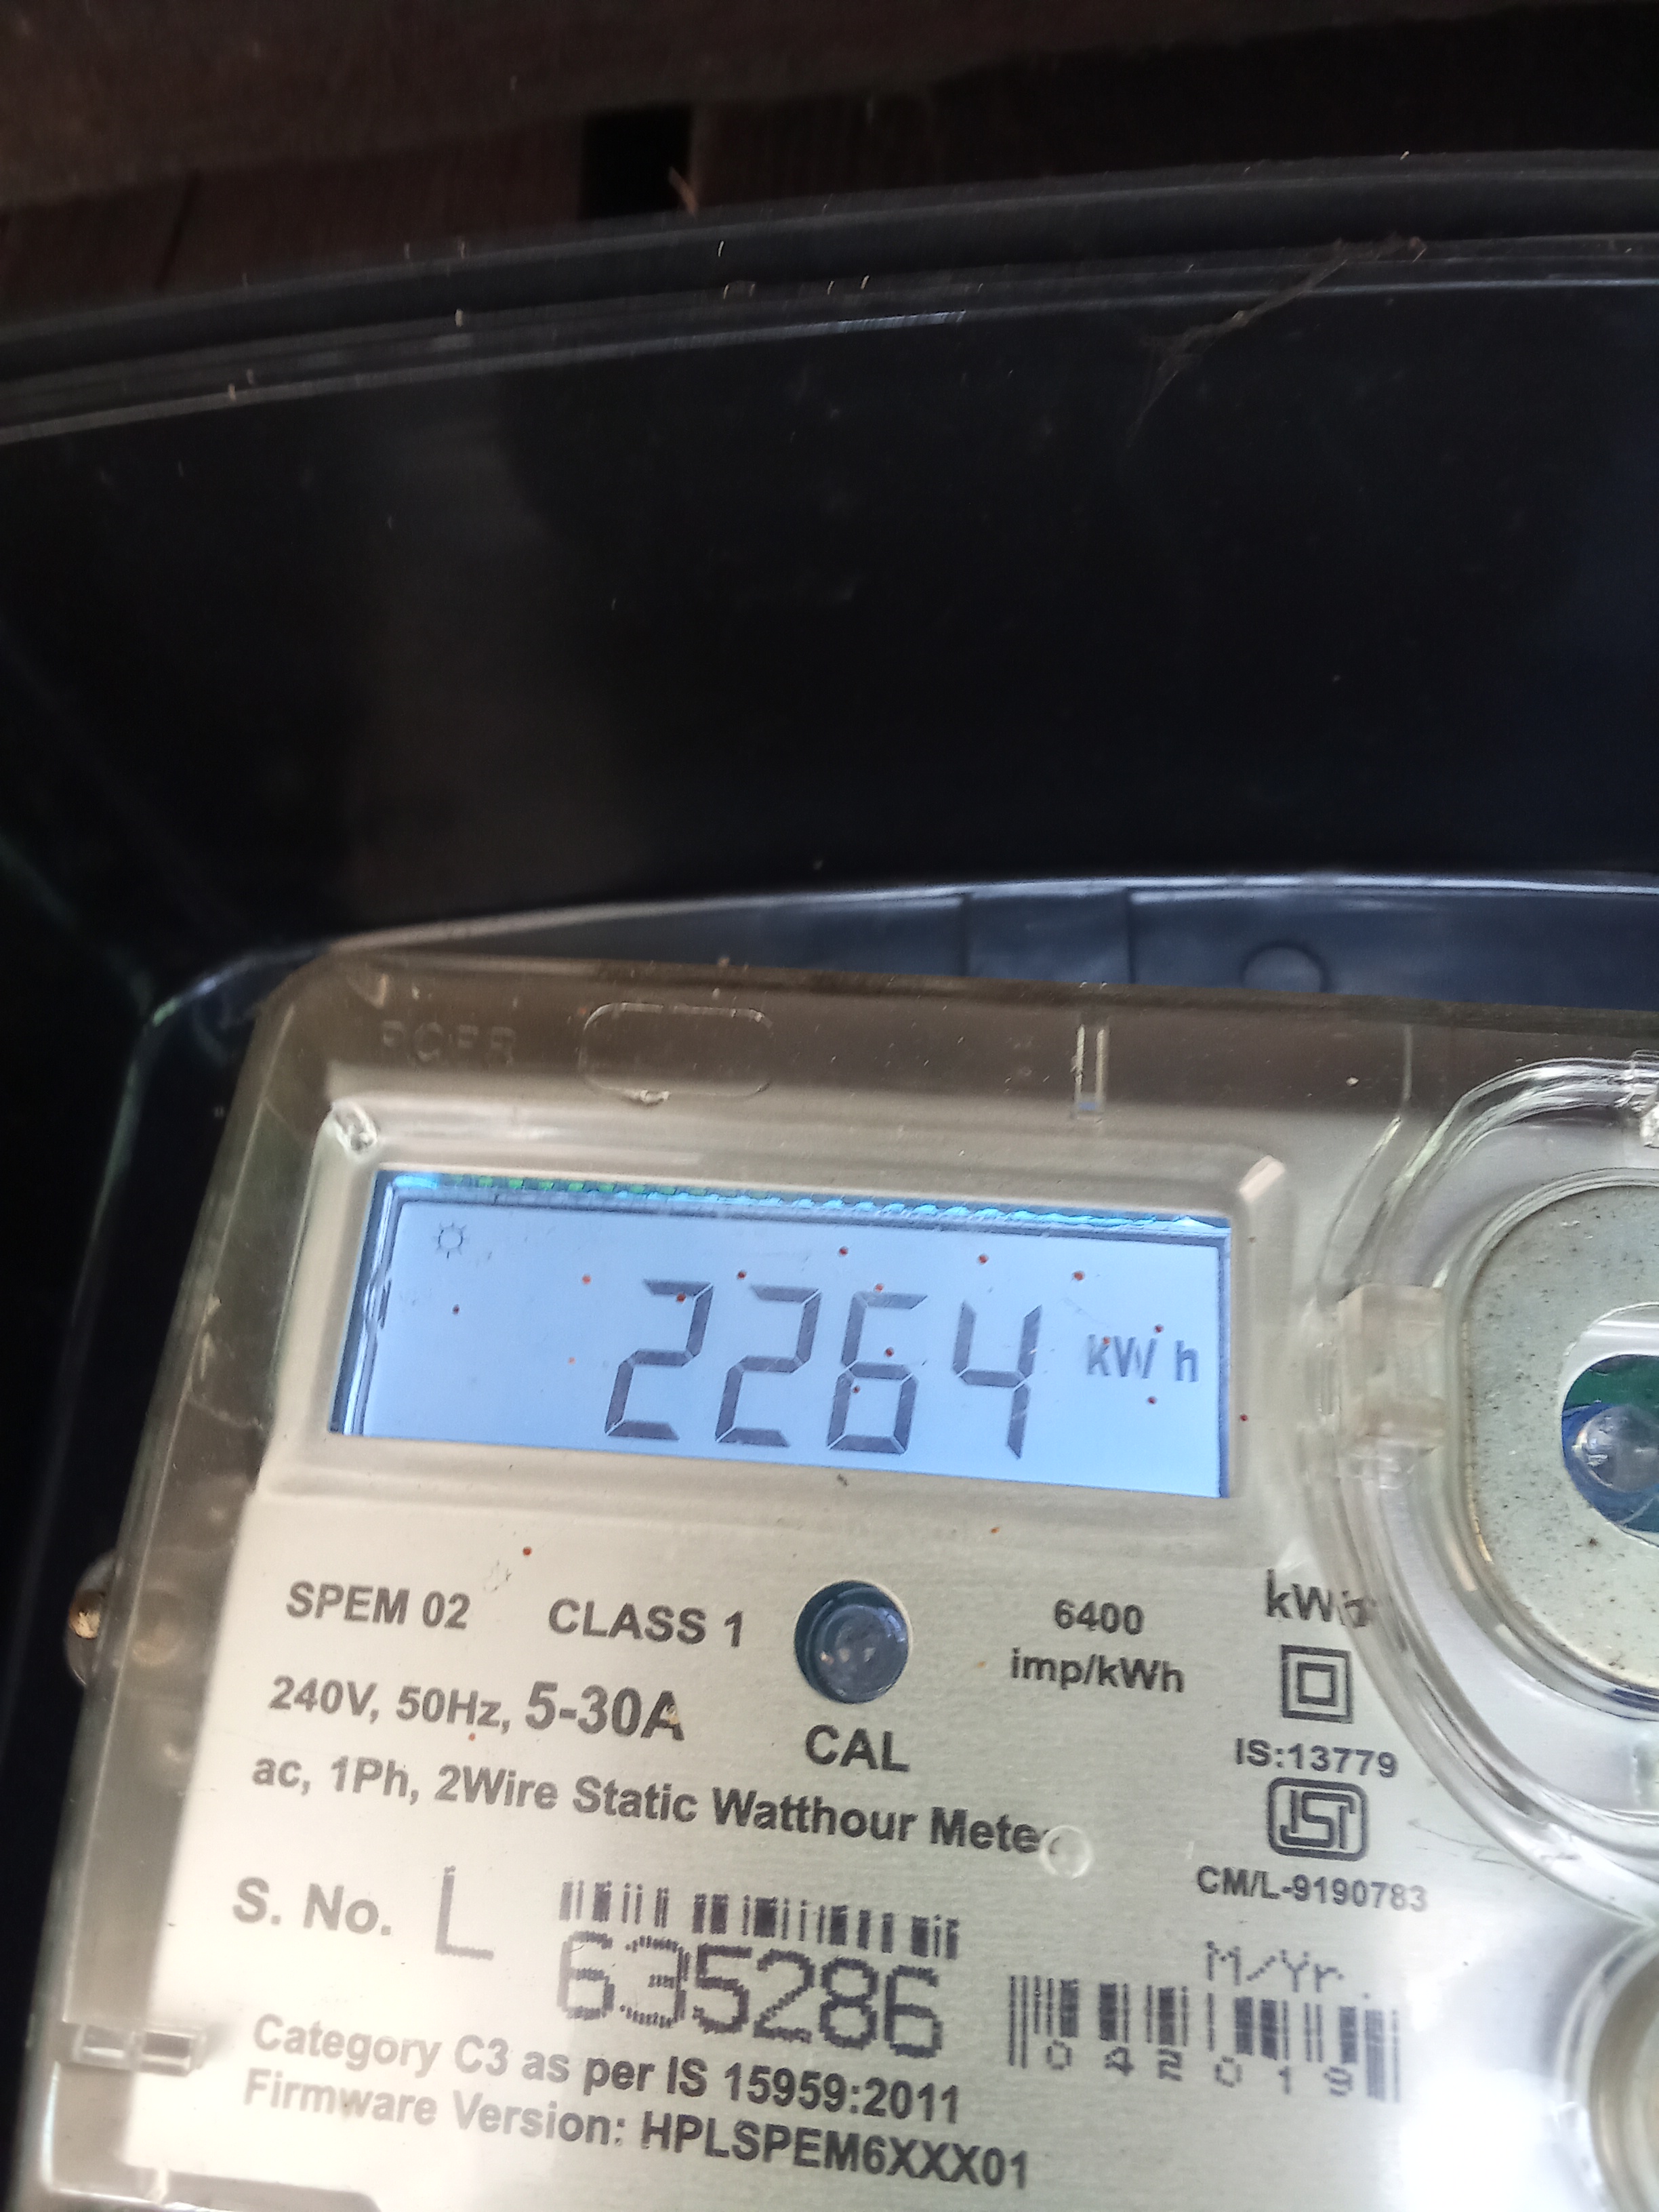 2264 kWh
SPEM 02 CLASS 1
6400
imp/kWh
kWh
240V, 50Hz, 5-30A
CAL
IS:13779
ac, 1Ph, 2Wire Static Watthour Meter
CM/L-9190783
S. No. L 635286
M/Yr.
042019
Category C3 as per IS 15959:2011
Firmware Version: HPLSPEM6XXX01